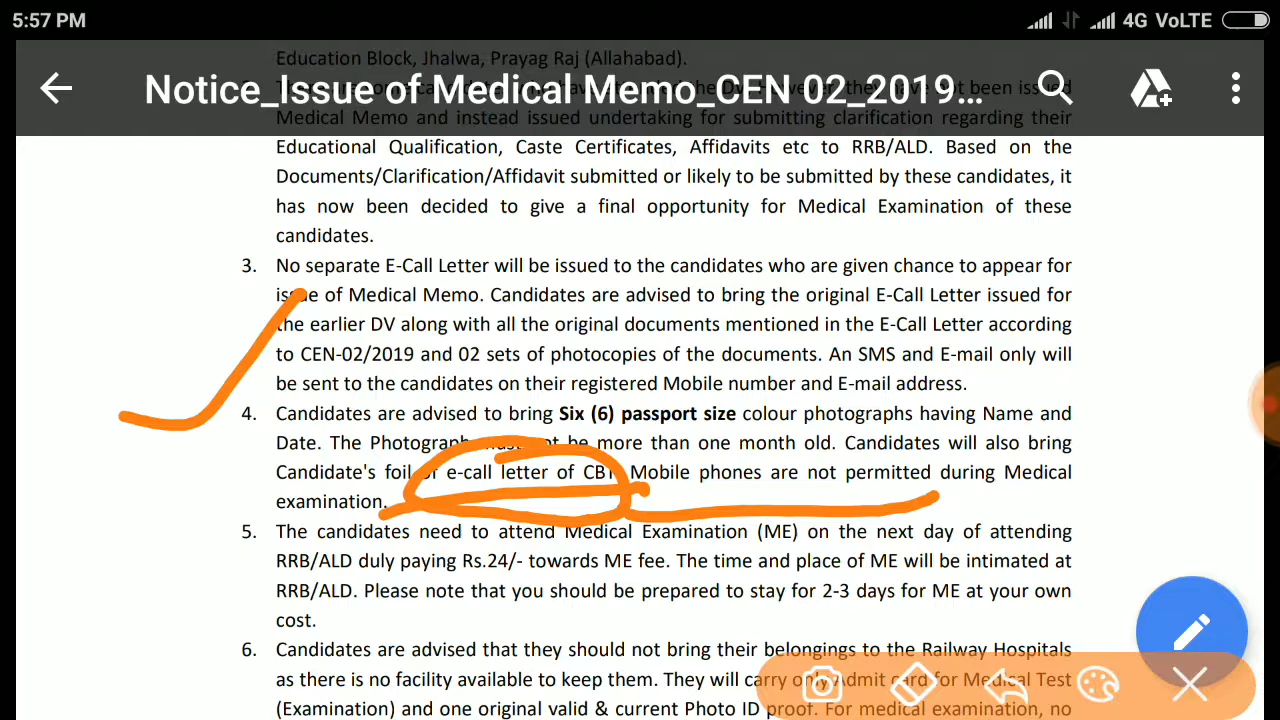 5:57 PM
4G VoLTE
Education Block, Jhalwa, Prayag Raj (Allahabad).
Notice_Issue of Medical Memo_CEN 02_2019...
Medical Memo and instead issued undertaking for submitting clarification regarding their
Educational Qualification, Caste Certificates, Affidavits etc to RRB/ALD. Based on the
Documents/Clarification/Affidavit submitted or likely to be submitted by these candidates, it
has now been decided to give a final opportunity for Medical Examination of these
candidates.
3. No separate E-Call Letter will be issued to the candidates who are given chance to appear for
issue of Medical Memo. Candidates are advised to bring the original E-Call Letter issued for
the earlier DV along with all the original documents mentioned in the E-Call Letter according
to CEN-02/2019 and 02 sets of photocopies of the documents. An SMS and E-mail only will
be sent to the candidates on their registered Mobile number and E-mail address.
4. Candidates are advised to bring Six (6) passport size colour photographs having Name and
Date. The Photograph must not be more than one month old. Candidates will also bring
Candidate's foil of e-call letter of CBT Mobile phones are not permitted during Medical
examination.
5. The candidates need to attend Medical Examination (ME) on the next day of attending
RRB/ALD duly paying Rs.24/- towards ME fee. The time and place of ME will be intimated at
RRB/ALD. Please note that you should be prepared to stay for 2-3 days for ME at your own
cost.
6. Candidates are advised that they should not bring their belongings to the Railway Hospitals
as there is no facility available to keep them. They will carry only Admit card for Medical Test
(Examination) and one original valid & current Photo ID proof. For medical examination, no